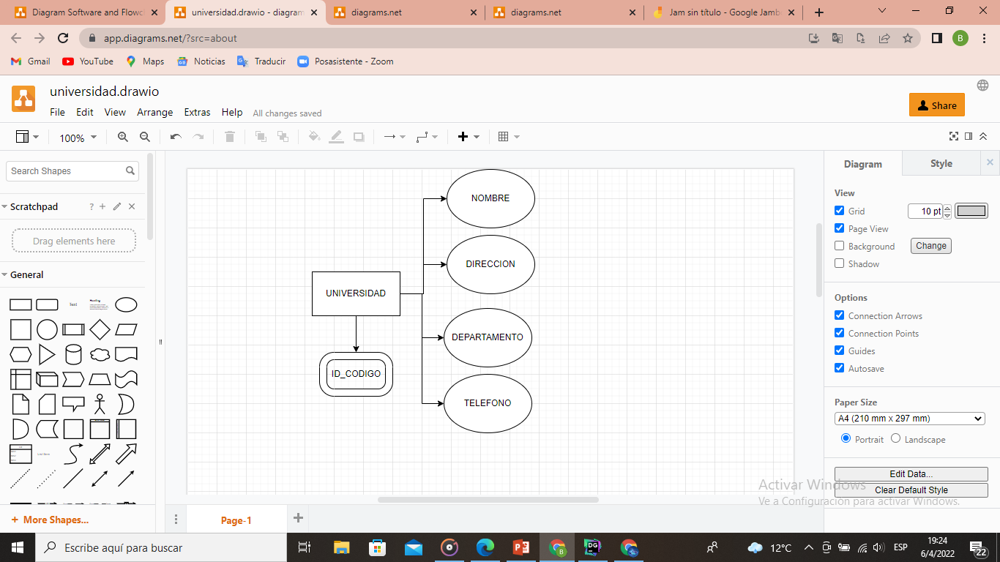 Diagram Software and Flowc
universidad.drawio - diagram
diagrams.net
diagrams.net
Jam sin título - Google Jamb
app.diagrams.net/?src=about
B
Gmail
YouTube
Maps
Noticias
Traducir
Posasistente - Zoom
universidad.drawio
File Edit View Arrange Extras Help All changes saved
Share
100%
Search Shapes
Scratchpad
?
Drag elements here
General
Text
Heading
List Item
More Shapes...
NOMBRE
DIRECCION
UNIVERSIDAD
DEPARTAMENTO
ID_CODIGO
TELEFONO
Page-1
Diagram
Style
View
Grid
10 pt
Page View
Background
Change
Shadow
Options
Connection Arrows
Connection Points
Guides
Autosave
Paper Size
A4 (210 mm x 297 mm)
Portrait
Landscape
Edit Data...
Clear Default Style
Activar Windows
Ve a Configuración para activar Windows.
Escribe aquí para buscar
DG
B
12°C
ESP
19:24
6/4/2022
22